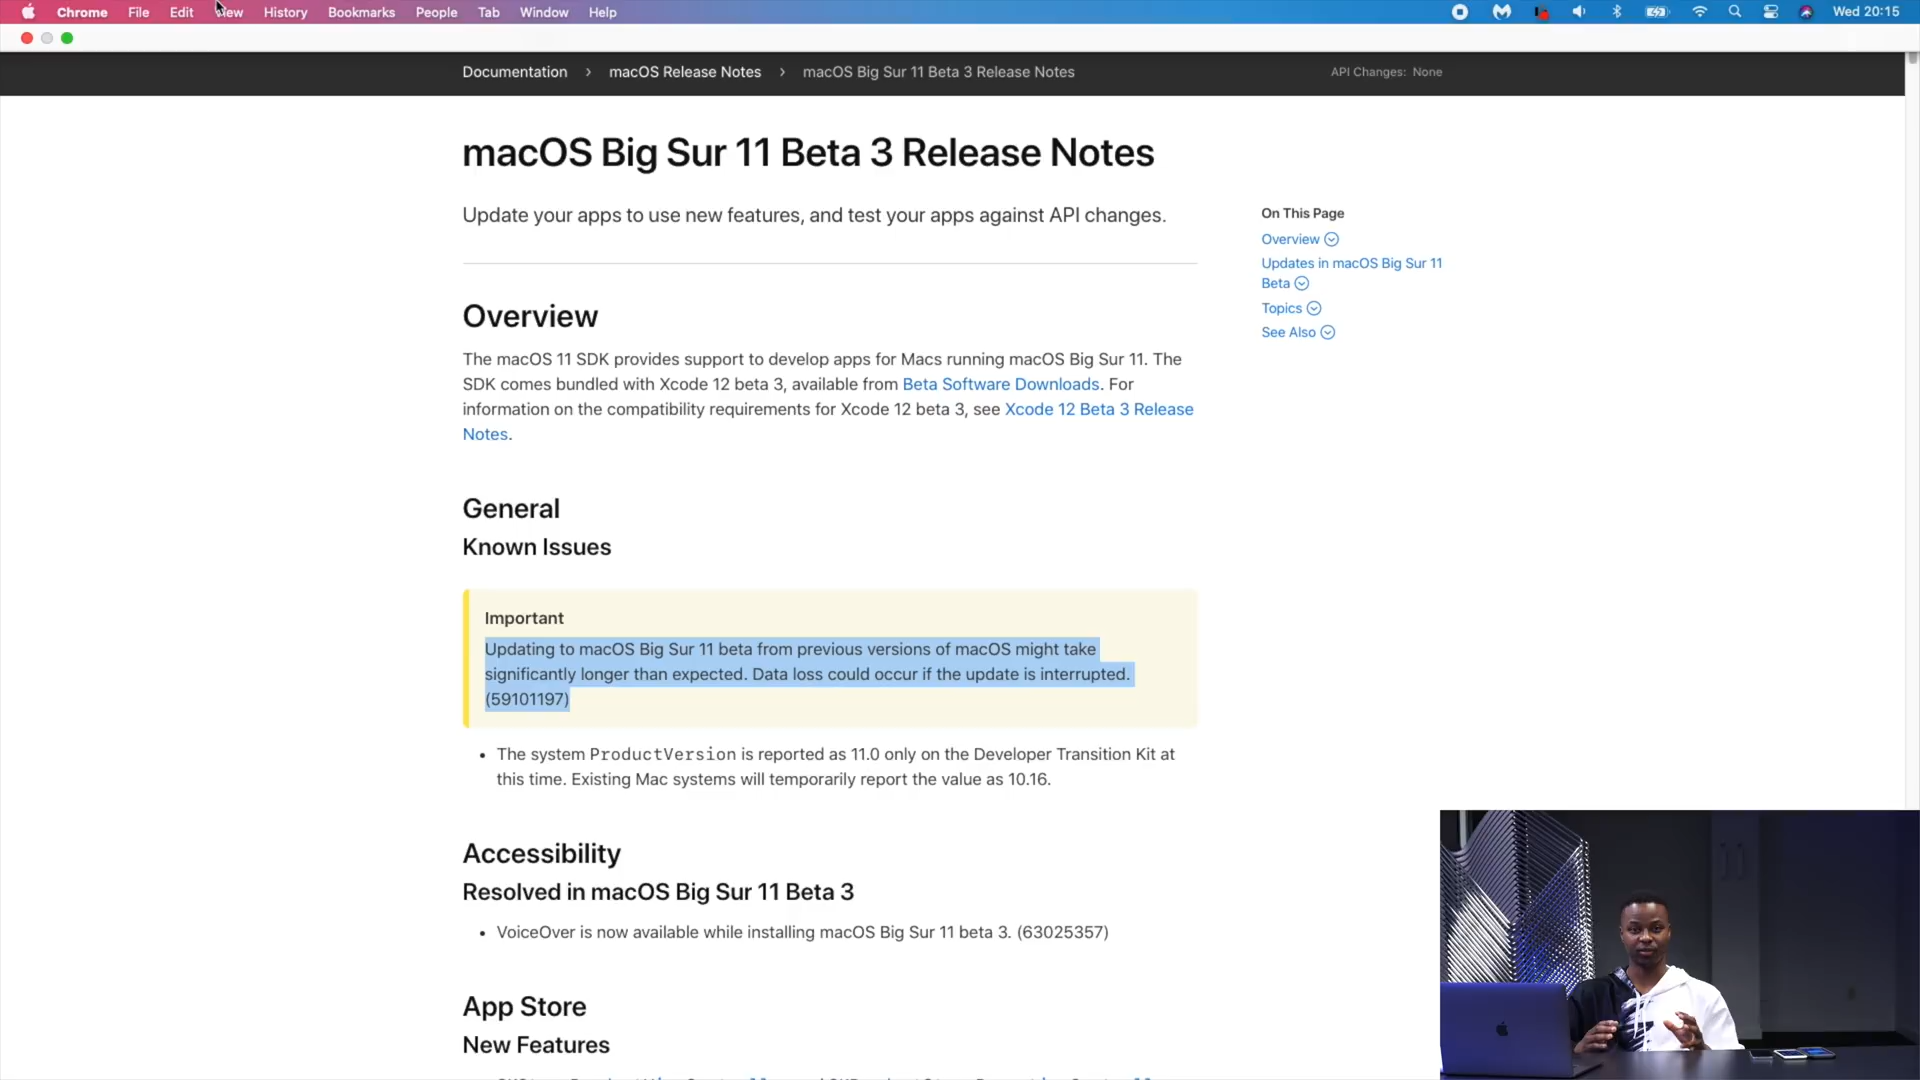 Chrome File Edit View History Bookmarks People Tab Window Help Wed 20:15
Documentation › macOS Release Notes › macOS Big Sur 11 Beta 3 Release Notes API Changes: None
macOS Big Sur 11 Beta 3 Release Notes
Update your apps to use new features, and test your apps against API changes.
On This Page
Overview
Updates in macOS Big Sur 11
Beta
Topics
See Also
Overview
The macOS 11 SDK provides support to develop apps for Macs running macOS Big Sur 11. The
SDK comes bundled with Xcode 12 beta 3, available from Beta Software Downloads. For
information on the compatibility requirements for Xcode 12 beta 3, see Xcode 12 Beta 3 Release
Notes.
General
Known Issues
Important
Updating to macOS Big Sur 11 beta from previous versions of macOS might take
significantly longer than expected. Data loss could occur if the update is interrupted.
(59101197)
• The system ProductVersion is reported as 11.0 only on the Developer Transition Kit at
this time. Existing Mac systems will temporarily report the value as 10.16.
Accessibility
Resolved in macOS Big Sur 11 Beta 3
• VoiceOver is now available while installing macOS Big Sur 11 beta 3. (63025357)
App Store
New Features